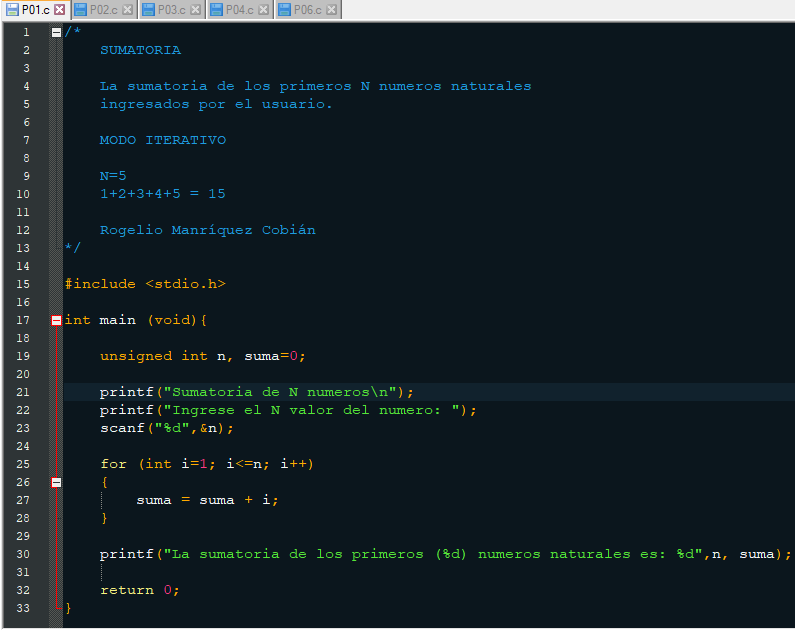 P01.c P02.c P03.c P04.c P06.c
1 /*
2 SUMATORIA
3
4 La sumatoria de los primeros N numeros naturales
5 ingresados por el usuario.
6
7 MODO ITERATIVO
8
9 N=5
10 1+2+3+4+5 = 15
11
12 Rogelio Manríquez Cobián
13 */
14
15 #include <stdio.h>
16
17 int main (void){
18
19 unsigned int n, suma=0;
20
21 printf("Sumatoria de N numeros\n");
22 printf("Ingrese el N valor del numero: ");
23 scanf("%d",&n);
24
25 for (int i=1; i<=n; i++)
26 {
27 suma = suma + i;
28 }
29
30 printf("La sumatoria de los primeros (%d) numeros naturales es: %d",n, suma);
31
32 return 0;
33 }